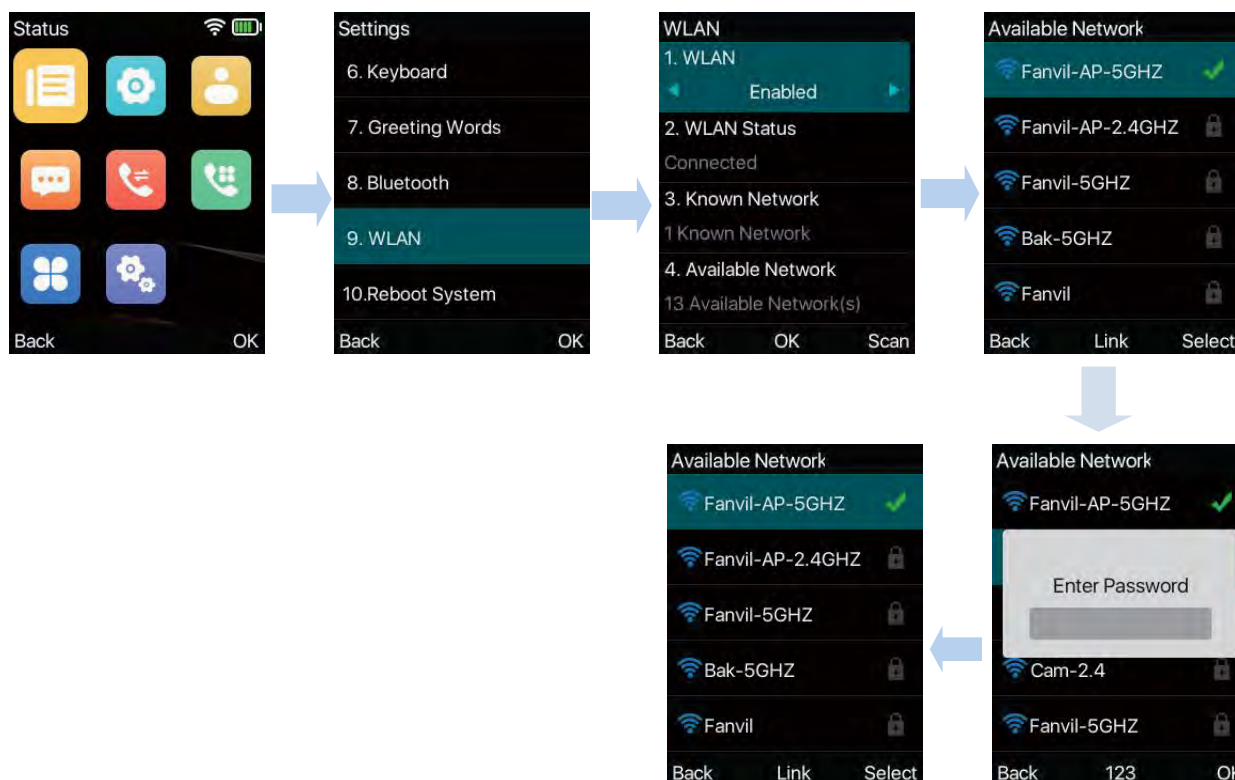 Status
Back OK
Settings
6. Keyboard
7. Greeting Words
8. Bluetooth
9. WLAN
10.Reboot System
Back OK
WLAN
1. WLAN
Enabled
2. WLAN Status
Connected
3. Known Network
1 Known Network
4. Available Network
13 Available Network(s)
Back OK Scan
Available Network
Fanvil-AP-5GHZ
Fanvil-AP-2.4GHZ
Fanvil-5GHZ
Bak-5GHZ
Fanvil
Back Link Select
Available Network
Fanvil-AP-5GHZ
Enter Password
Cam-2.4
Fanvil-5GHZ
Back 123 OK
Available Network
Fanvil-AP-5GHZ
Fanvil-AP-2.4GHZ
Fanvil-5GHZ
Bak-5GHZ
Fanvil
Back Link Select